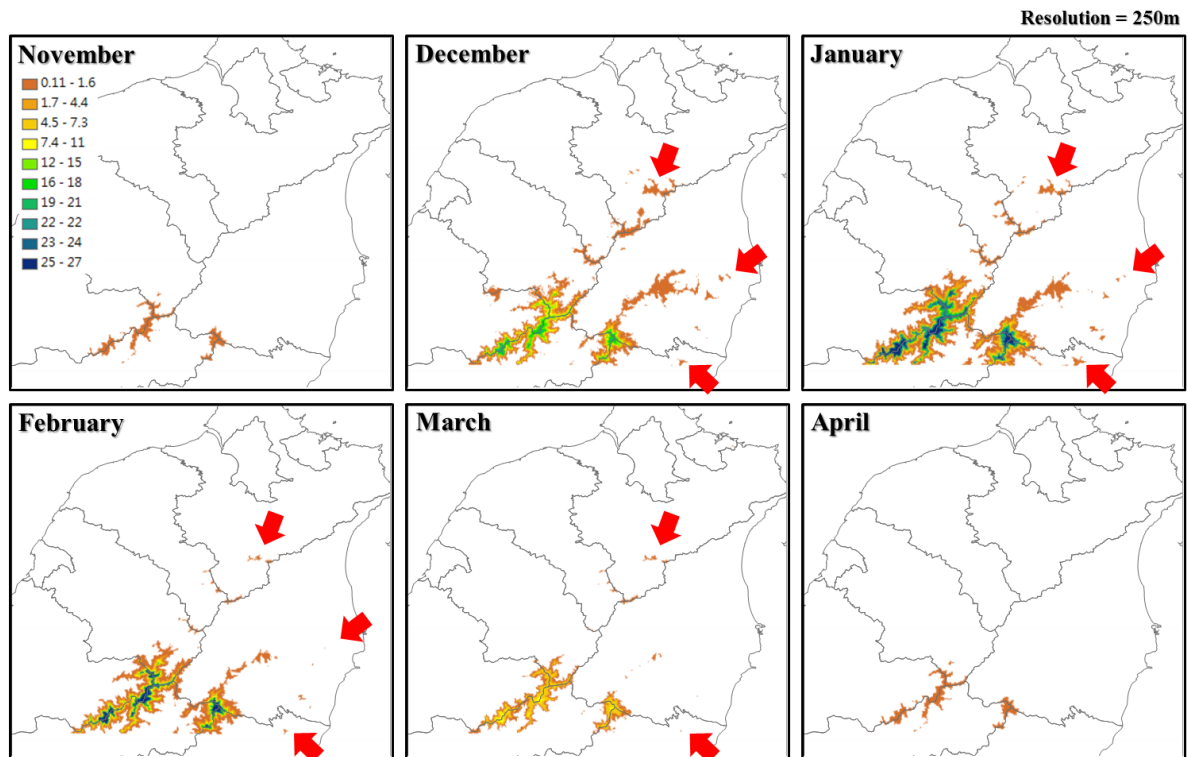 Resolution = 250m
November
December
January
0.11 - 1.6
1.7 - 4.4
4.5 - 7.3
7.4 - 11
12 - 15
16 - 18
19 - 21
22 - 22
23 - 24
25 - 27
February
March
April